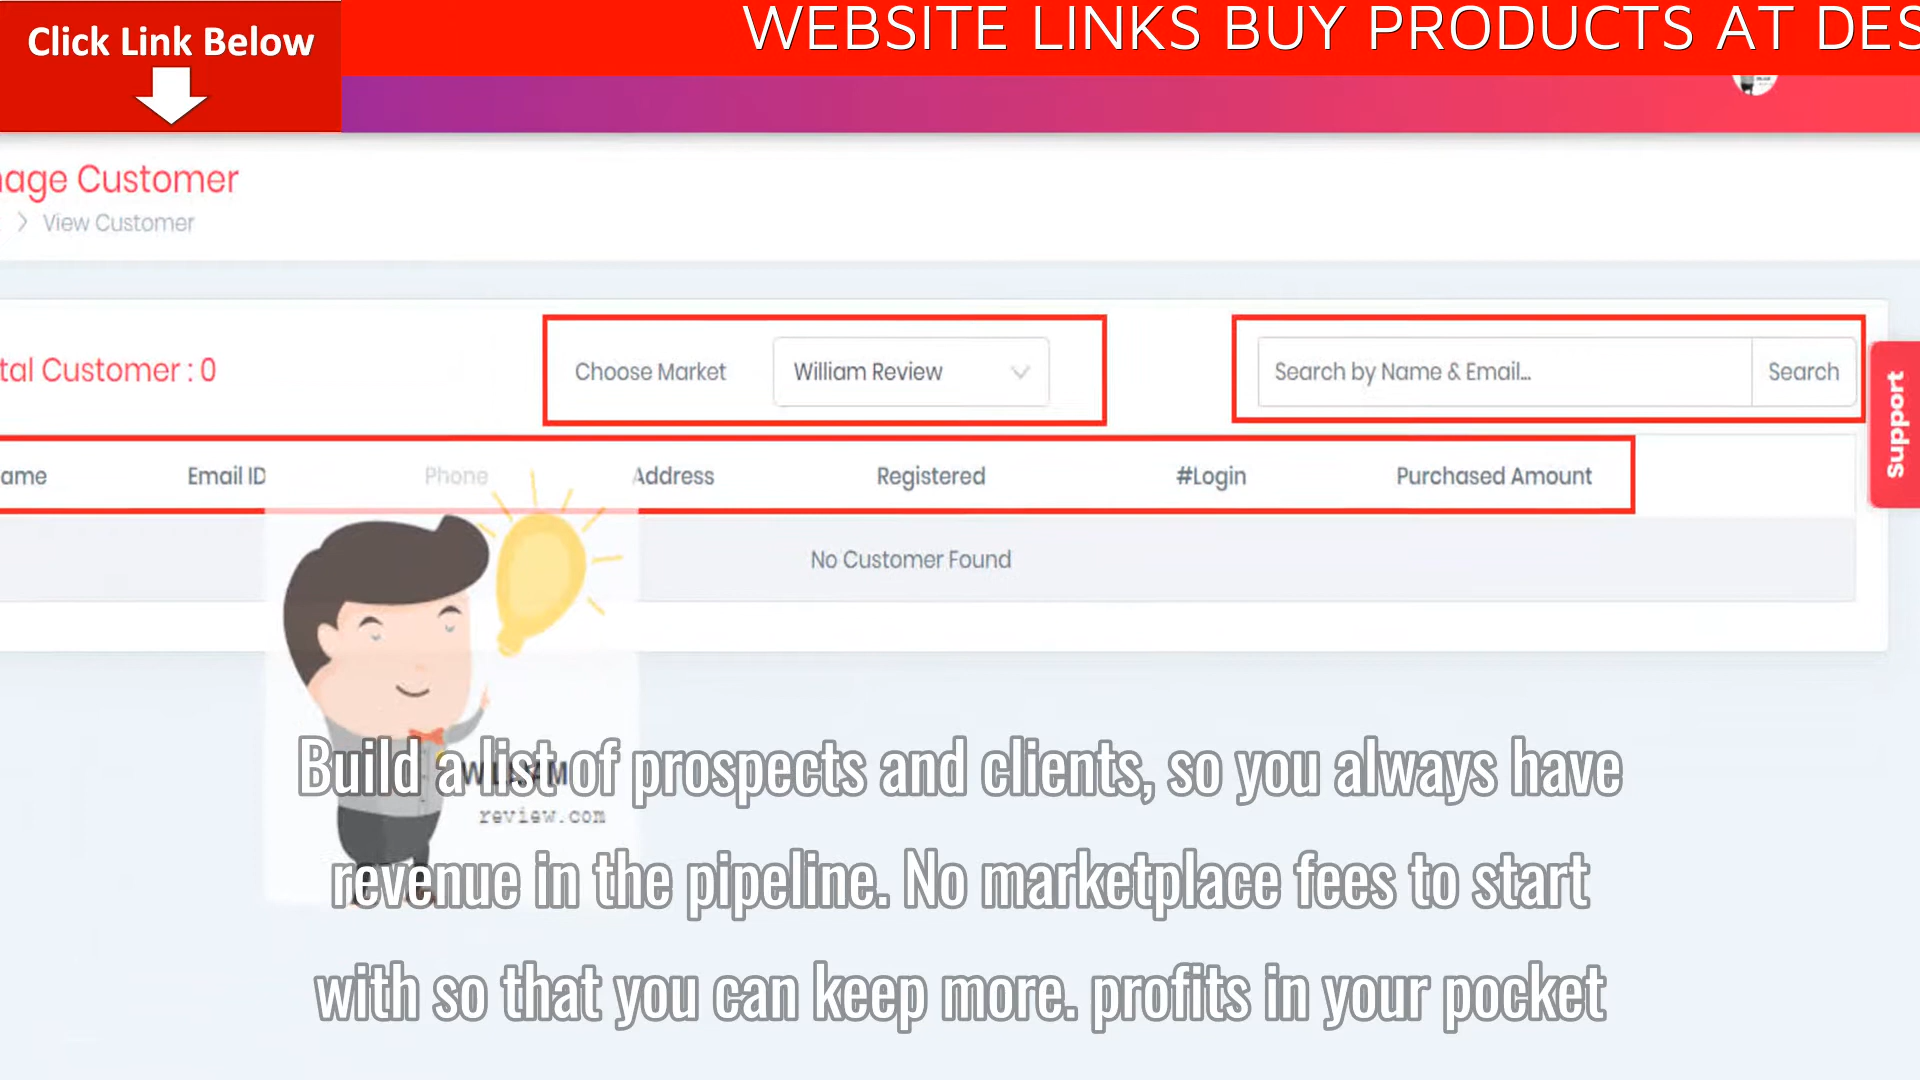 Click Link Below
WEBSITE LINKS BUY PRODUCTS AT DES
nage Customer
> View Customer
tal Customer : 0
Choose Market
William Review
Search by Name & Email...
Search
Support
ame
Email ID
Phone
Address
Registered
#Login
Purchased Amount
No Customer Found
WILLIAM
review.com
Build a list of prospects and clients, so you always have
revenue in the pipeline. No marketplace fees to start
with so that you can keep more. profits in your pocket